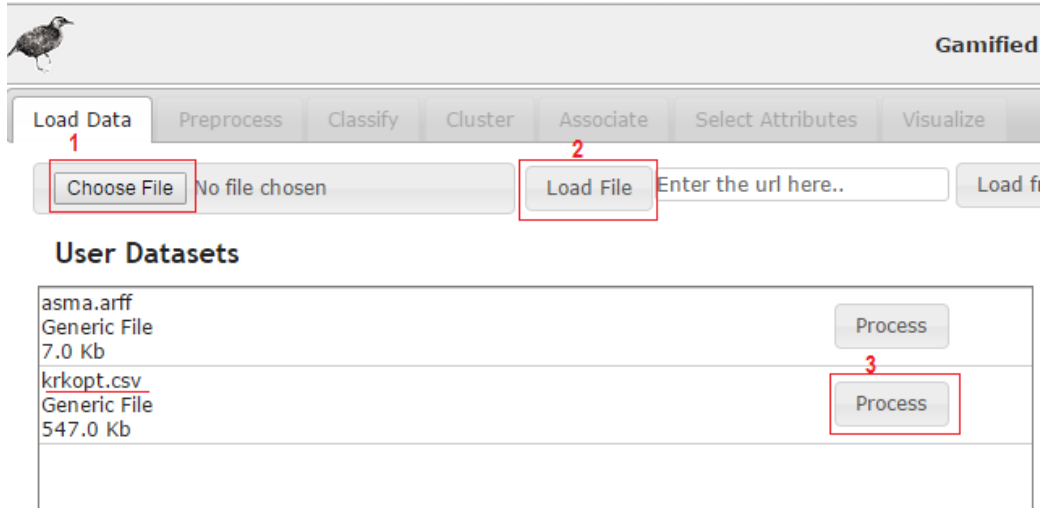 Gamified
Load Data Preprocess Classify Cluster Associate Select Attributes Visualize
1 2
Choose File No file chosen Load File Enter the url here.. Load fr
User Datasets
asma.arff
Generic File Process
7.0 Kb
3
krkopt.csv
Generic File Process
547.0 Kb